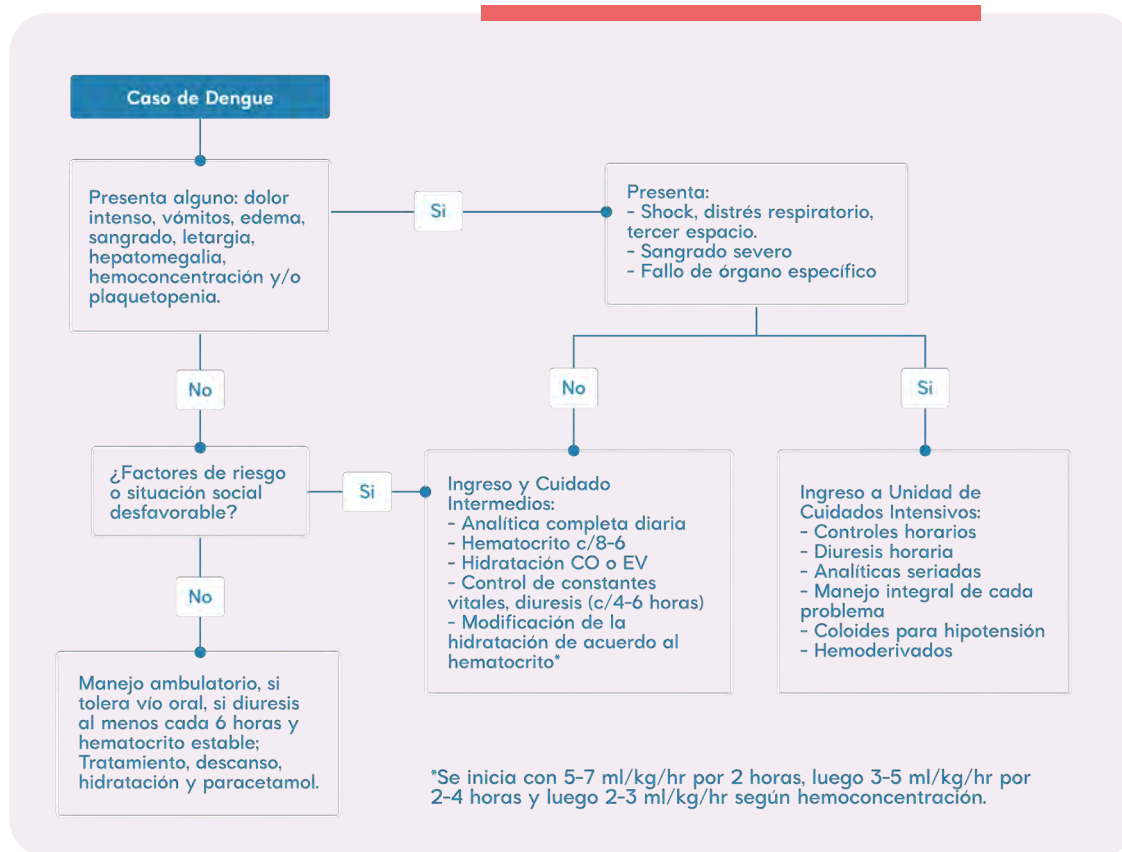 Caso de Dengue
Presenta alguno: dolor
intenso, vómitos, edema,
sangrado, letargia,
hepatomegalia,
hemoconcentración y/o
plaquetopenia.
Si
Presenta:
- Shock, distrés respiratorio,
tercer espacio.
- Sangrado severo
- Fallo de órgano específico
No
No
Si
¿Factores de riesgo
o situación social
desfavorable?
Si
Ingreso y Cuidado
Intermedios:
- Analítica completa diaria
- Hematocrito c/8-6
- Hidratación CO o EV
- Control de constantes
vitales, diuresis (c/4-6 horas)
- Modificación de la
hidratación de acuerdo al
hematocrito*
Ingreso a Unidad de
Cuidados Intensivos:
- Controles horarios
- Diuresis horaria
- Analíticas seriadas
- Manejo integral de cada
problema
- Coloides para hipotensión
- Hemoderivados
No
Manejo ambulatorio, si
tolera vío oral, si diuresis
al menos cada 6 horas y
hematocrito estable;
Tratamiento, descanso,
hidratación y paracetamol.
*Se inicia con 5-7 ml/kg/hr por 2 horas, luego 3-5 ml/kg/hr por
2-4 horas y luego 2-3 ml/kg/hr según hemoconcentración.